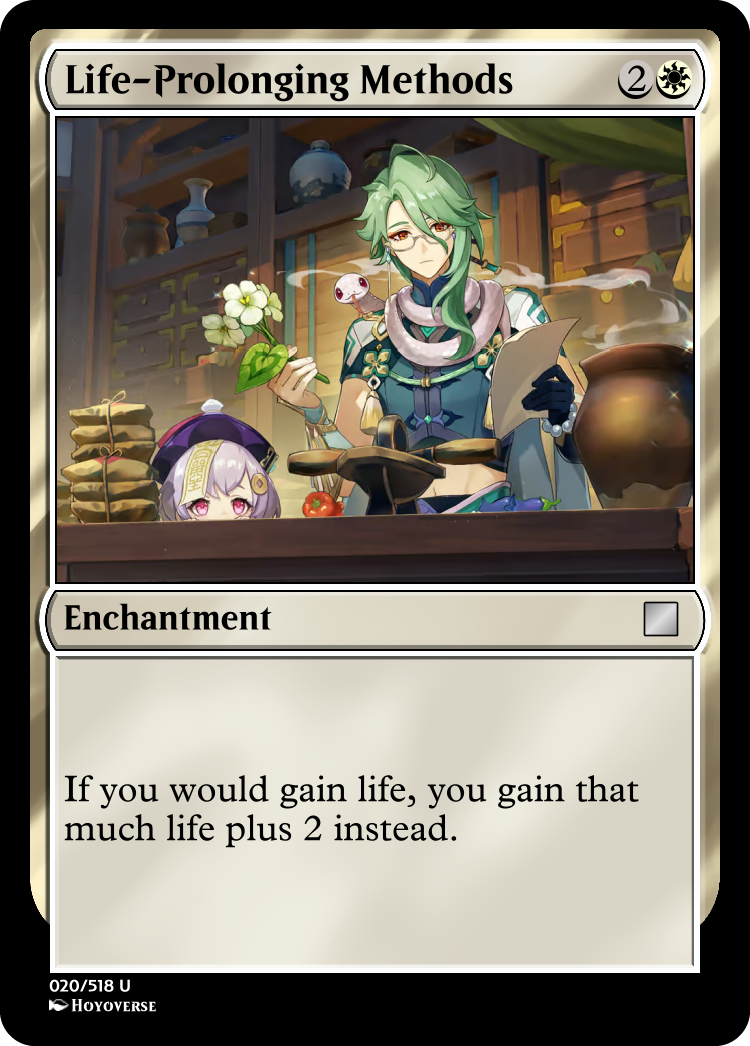 Life-Prolonging Methods 2
Enchantment
If you would gain life, you gain that
much life plus 2 instead.
020/518 U
HOYOVERSE